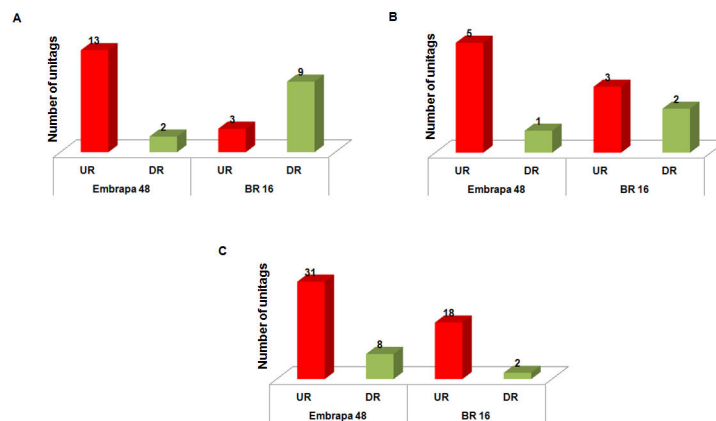 A
Number of unitags
13
2
3
9
UR DR UR DR
Embrapa 48 BR 16
B
Number of unitags
5
1
3
2
UR DR UR DR
Embrapa 48 BR 16
C
Number of unitags
31
8
18
2
UR DR UR DR
Embrapa 48 BR 16